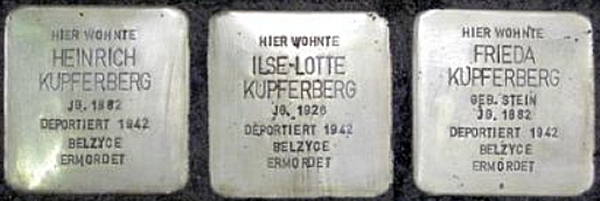 HIER WOHNTE
HEINRICH
KUPFERBERG
JG. 1882
DEPORTIERT 1942
BELZYCE
ERMORDET
HIER WOHNTE
ILSE-LOTTE
KUPFERBERG
JG. 1926
DEPORTIERT 1942
BELZYCE
ERMORDET
HIER WOHNTE
FRIEDA
KUPFERBERG
GEB. STEIN
JG. 1882
DEPORTIERT 1942
BELZYCE
ERMORDET